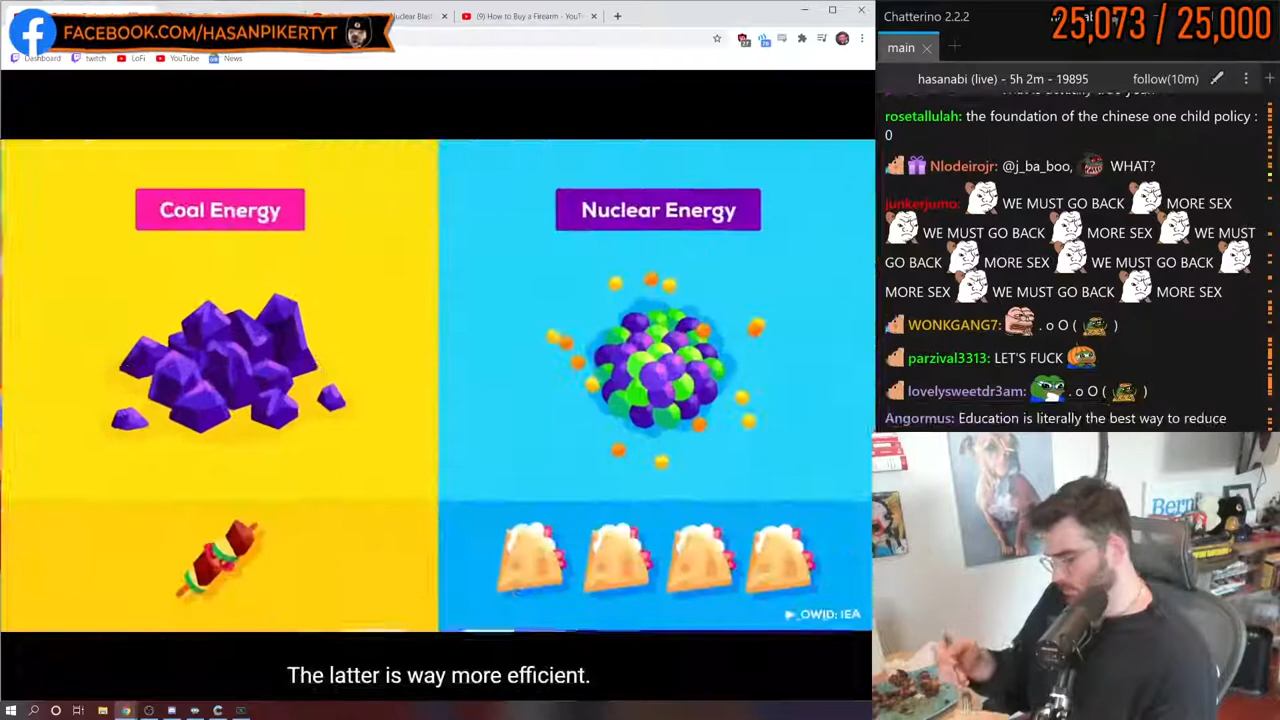 FACEBOOK.COM/HASANPIKERTYT
Nuclear Blast
(9) How to Buy a Firearm - YouT
Dashboard
twitch
LoFi
YouTube
News
Coal Energy
Nuclear Energy
OWID: IEA
The latter is way more efficient.
Chatterino 2.2.2
25,073 / 25,000
main
hasanabi (live) - 5h 2m - 19895
follow(10m)
rosetallulah: the foundation of the chinese one child policy :
0
Nlodeirojr: @j_ba_boo, WHAT?
junkerjumo: WE MUST GO BACK MORE SEX
WE MUST GO BACK MORE SEX WE MUST
GO BACK MORE SEX WE MUST GO BACK
MORE SEX WE MUST GO BACK MORE SEX
WONKGANG7: . o O ( )
parzival3313: LET'S FUCK
lovelysweetdr3am: . o O ( )
Angormus: Education is literally the best way to reduce
Bern